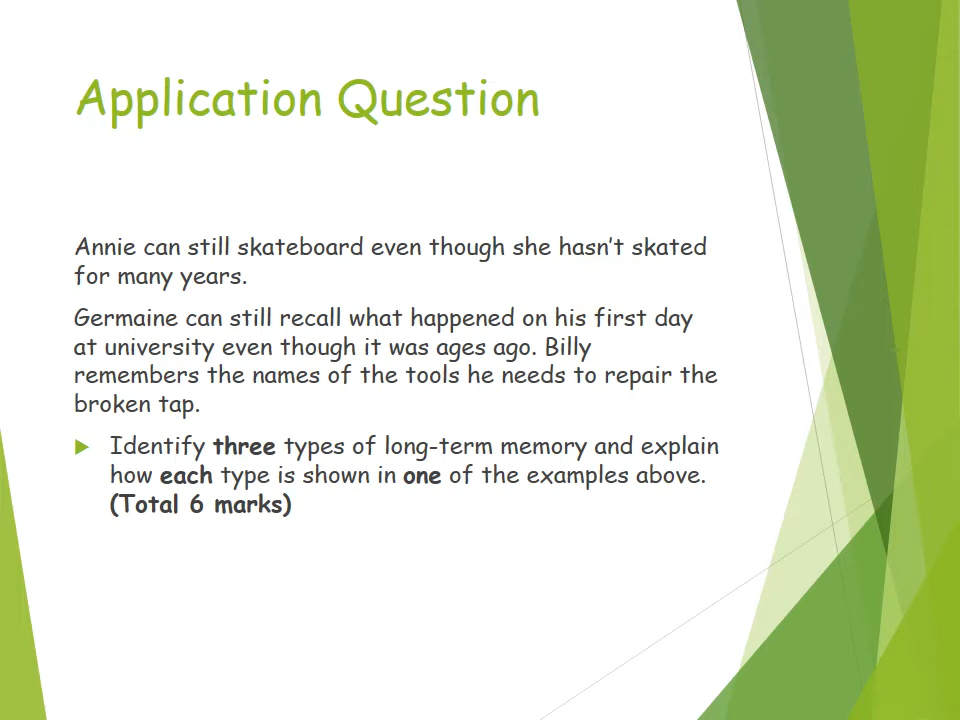 Application Question
Annie can still skateboard even though she hasn't skated
for many years.
Germaine can still recall what happened on his first day
at university even though it was ages ago. Billy
remembers the names of the tools he needs to repair the
broken tap.
Identify three types of long-term memory and explain
how each type is shown in one of the examples above.
(Total 6 marks)